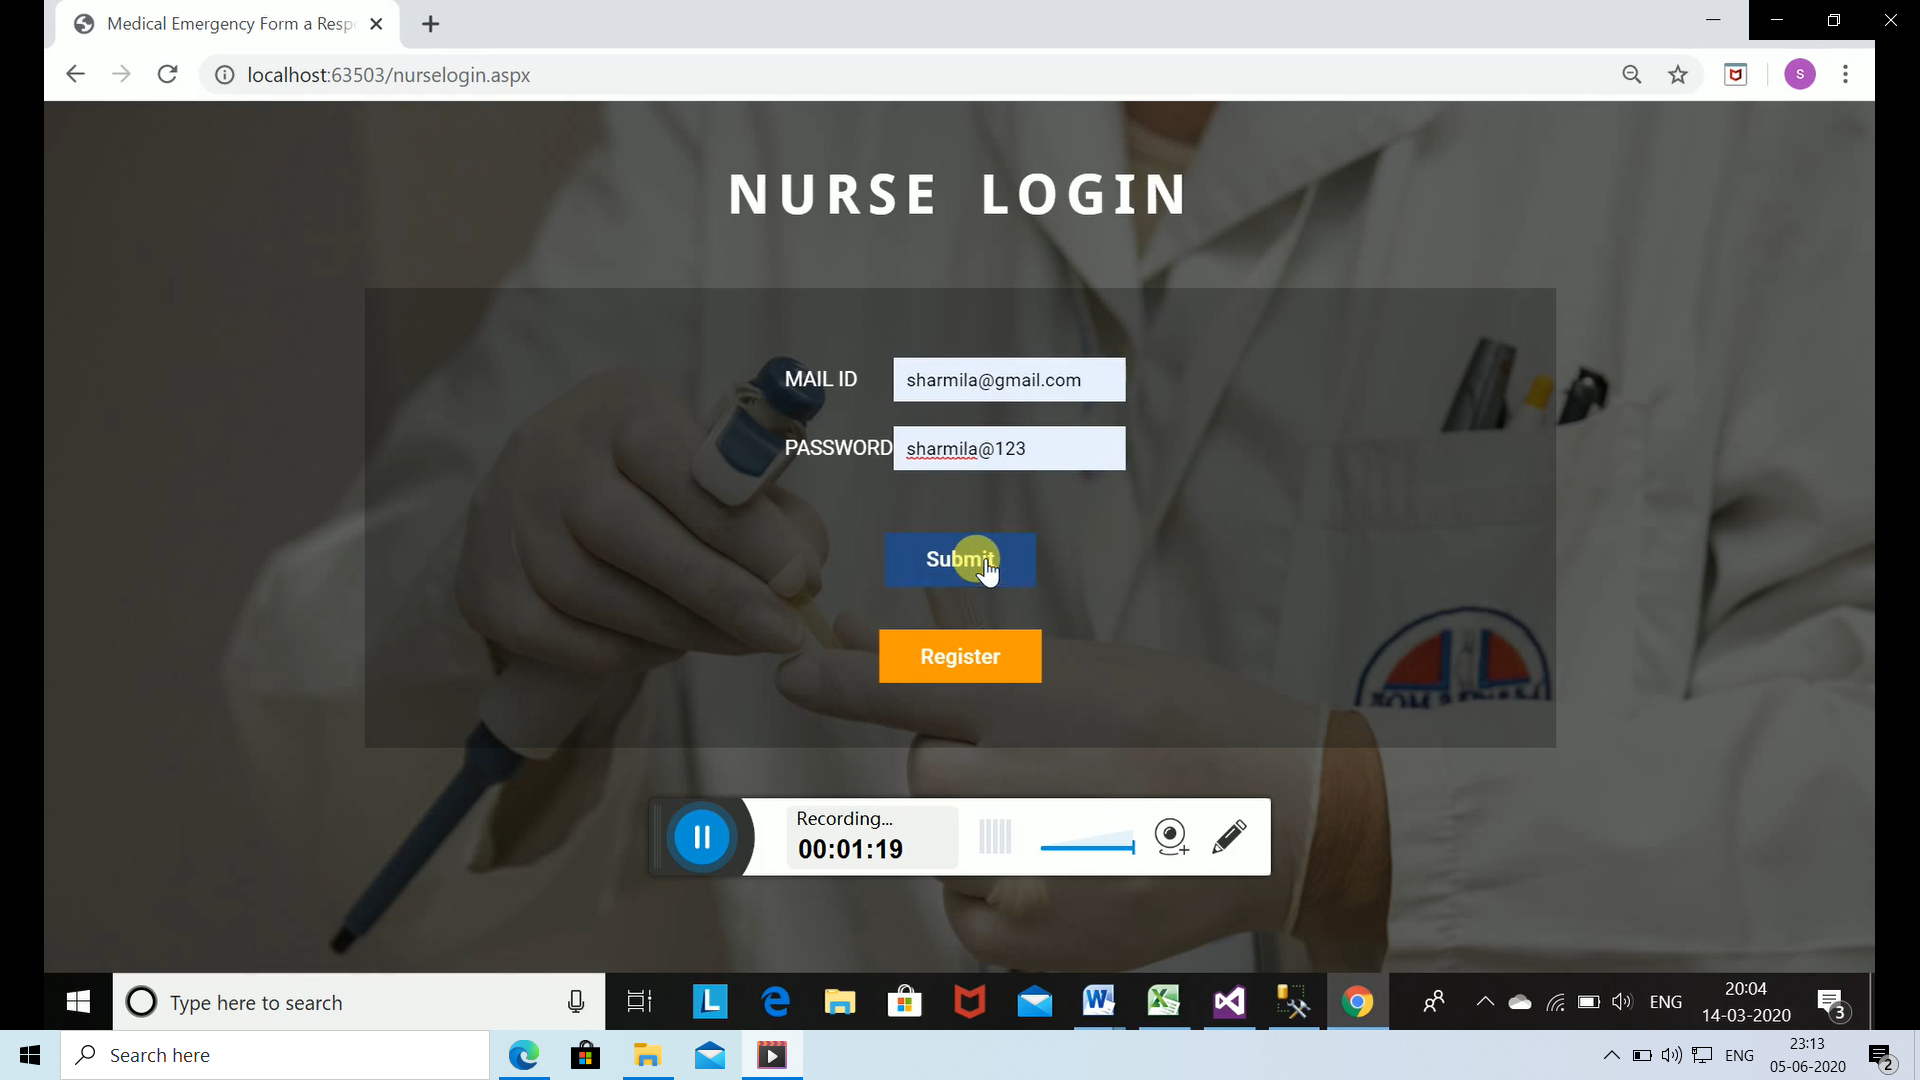 Medical Emergency Form a Resp
localhost:63503/nurselogin.aspx
S
NURSE LOGIN
MAIL ID
sharmila@gmail.com
PASSWORD
sharmila@123
Submit
Register
Recording...
00:01:19
Type here to search
L
ENG
20:04
14-03-2020
3
Search here
ENG
23:13
05-06-2020
2